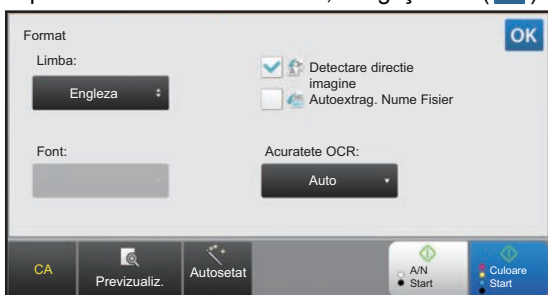 Format
OK
Limba:
Engleza
Detectare directie
imagine
Autoextrag. Nume Fisier
Font:
Acuratete OCR:
Auto
CA
Previzualiz.
Autosetat
A/N
Start
Culoare
Start